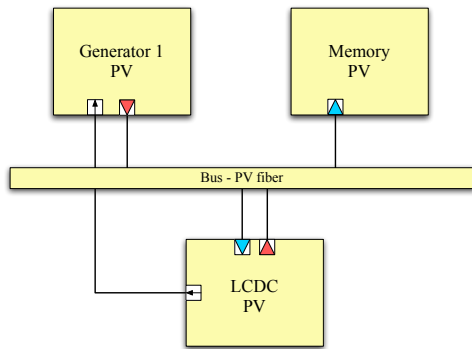 Generator 1
PV
Memory
PV
Bus - PV fiber
LCDC
PV